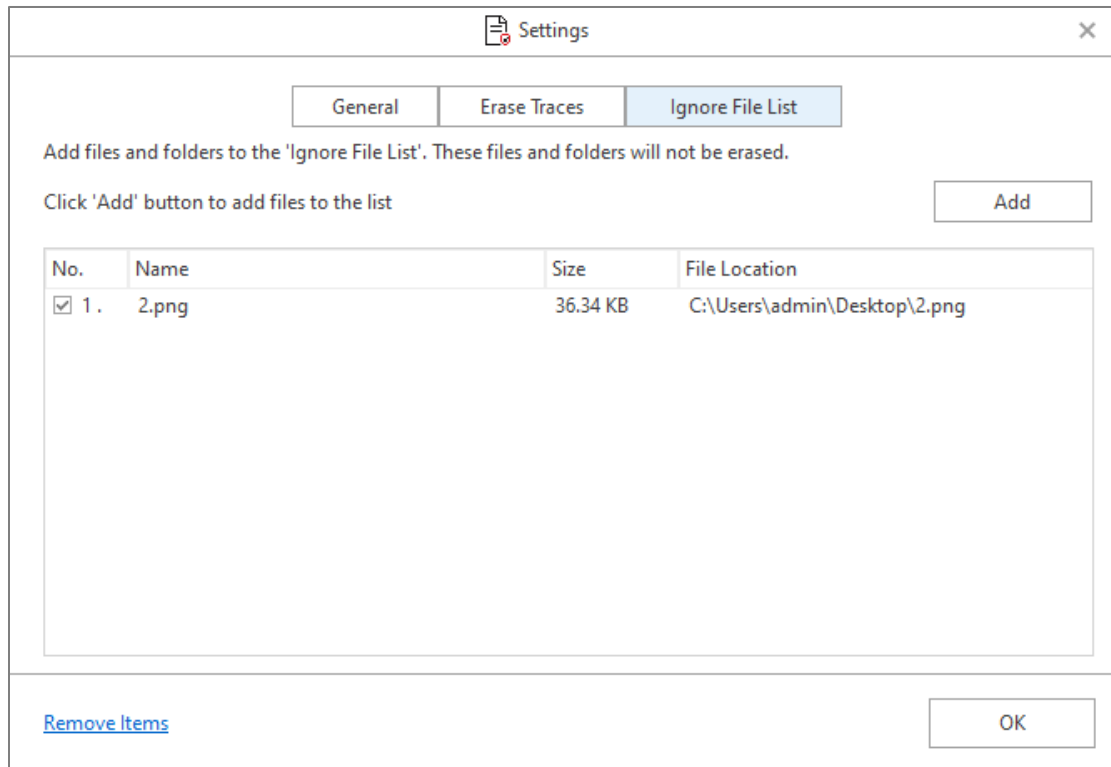 Settings
General Erase Traces Ignore File List
Add files and folders to the 'Ignore File List'. These files and folders will not be erased.
Click 'Add' button to add files to the list Add
No. Name Size File Location
1 . 2.png 36.34 KB C:\Users\admin\Desktop\2.png
Remove Items OK